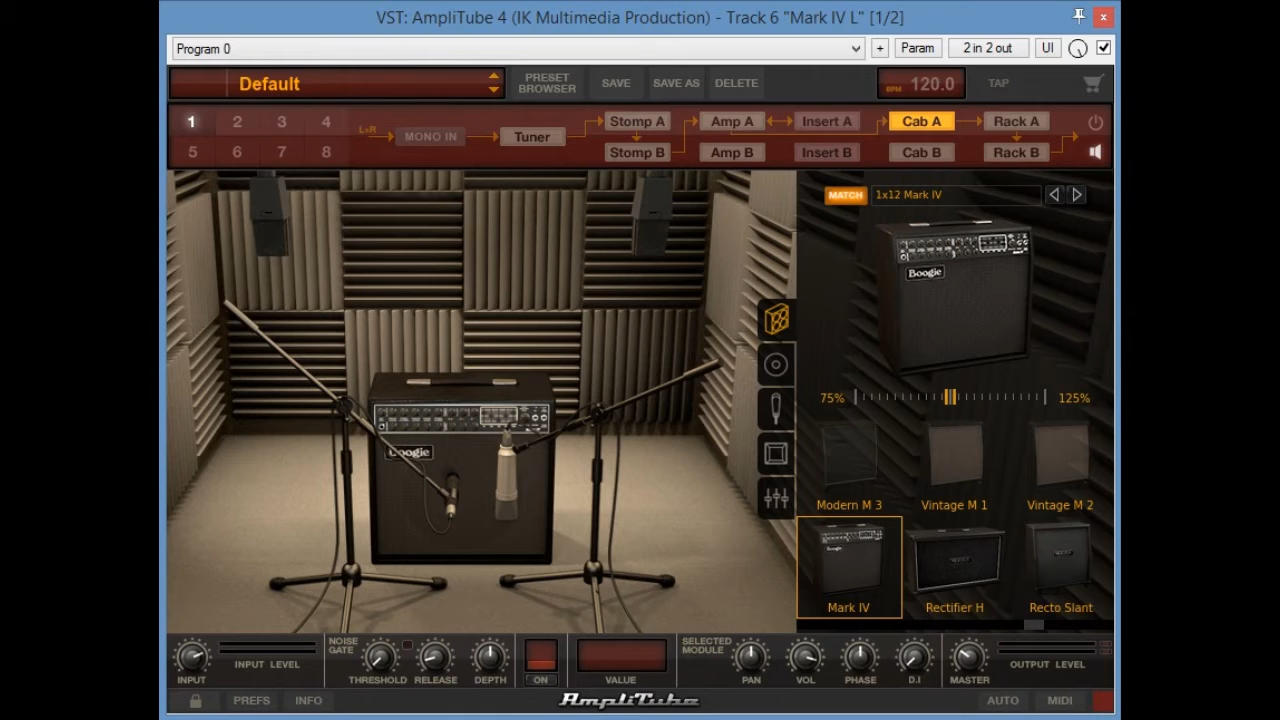 VST: AmpliTube 4 (IK Multimedia Production) - Track 6 "Mark IV L" [1/2]
Program 0
+ Param 2 in 2 out UI
Default
PRESET BROWSER SAVE SAVE AS DELETE
BPM 120.0 TAP
1 2 3 4
5 6 7 8
L+R MONO IN Tuner
Stomp A Amp A Insert A Cab A Rack A
Stomp B Amp B Insert B Cab B Rack B
MATCH 1x12 Mark IV
Boogie
75% 125%
Boogie
Modern M 3 Vintage M 1 Vintage M 2
Mark IV Rectifier H Recto Slant
INPUT INPUT LEVEL
NOISE GATE THRESHOLD RELEASE DEPTH
ON VALUE
SELECTED MODULE PAN VOL PHASE D.I
MASTER OUTPUT LEVEL
PREFS INFO AmpliTube AUTO MIDI